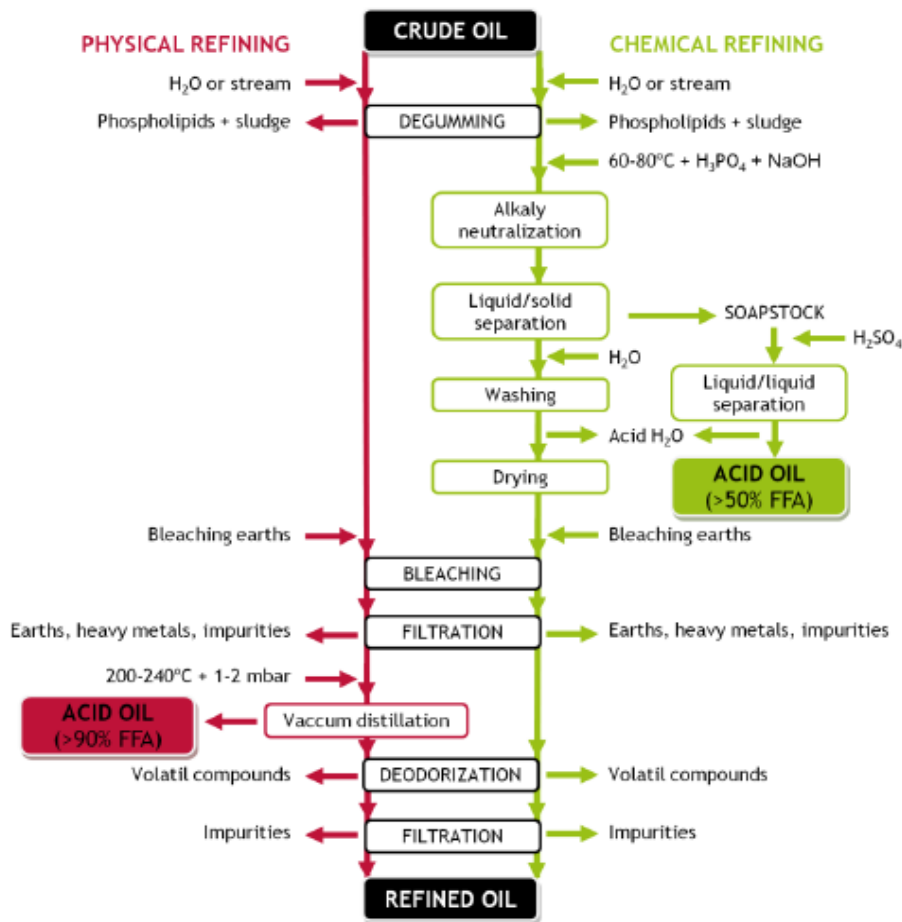 CRUDE OIL
PHYSICAL REFINING
CHEMICAL REFINING
H₂O or stream
H₂O or stream
Phospholipids + sludge
DEGUMMING
Phospholipids + sludge
60-80ºC + H₃PO₄ + NaOH
Alkaly
neutralization
Liquid/solid
separation
SOAPSTOCK
H₂SO₄
H₂O
Liquid/liquid
separation
Washing
Acid H₂O
Drying
ACID OIL
(>50% FFA)
Bleaching earths
Bleaching earths
BLEACHING
Earths, heavy metals, impurities
FILTRATION
Earths, heavy metals, impurities
200-240ºC + 1-2 mbar
ACID OIL
(>90% FFA)
Vaccum distillation
Volatil compounds
DEODORIZATION
Volatil compounds
Impurities
FILTRATION
Impurities
REFINED OIL